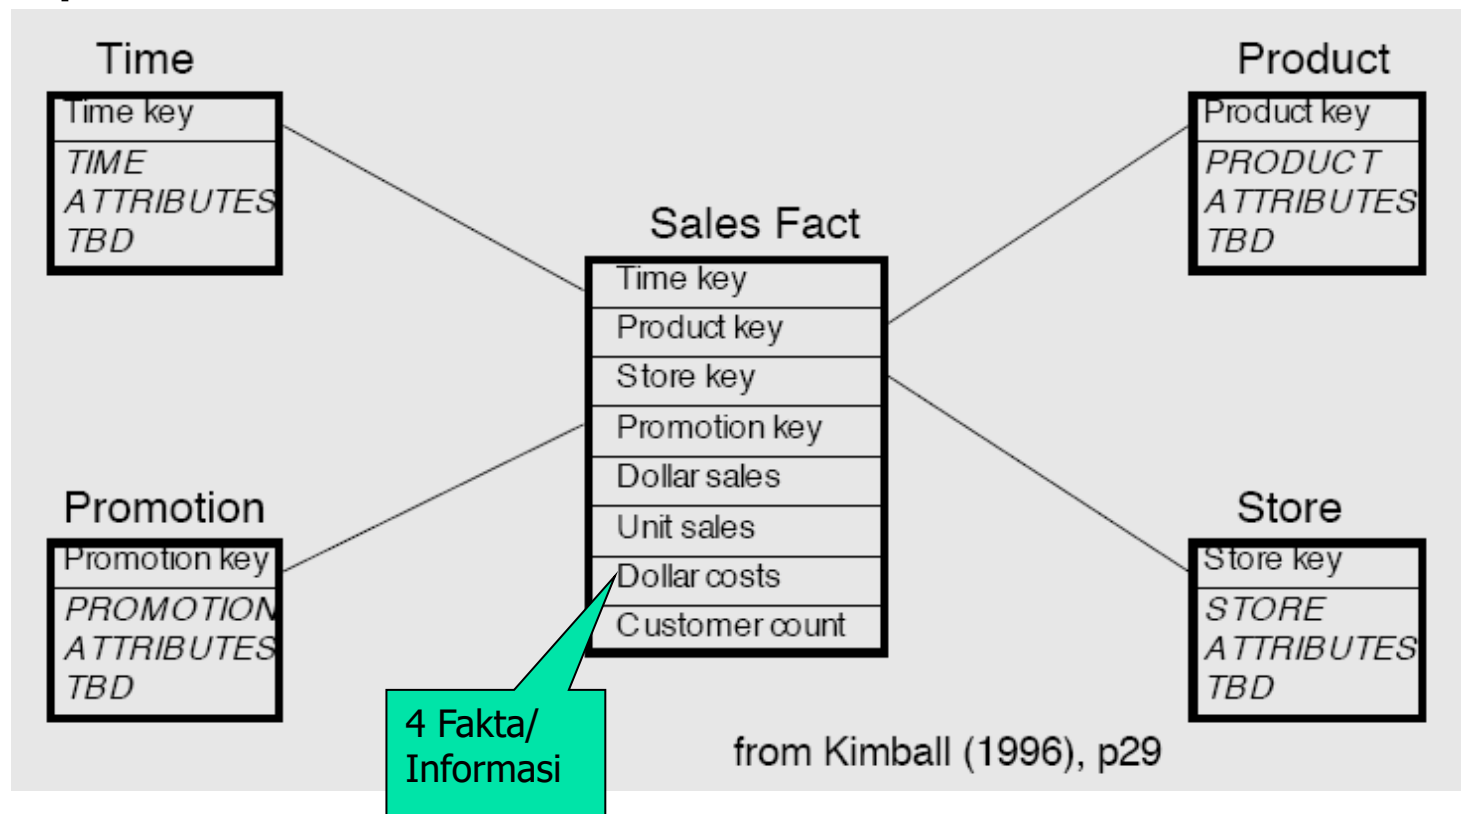 Time
Time key
TIME
ATTRIBUTES
TBD
Product
Product key
PRODUCT
ATTRIBUTES
TBD
Sales Fact
Time key
Product key
Store key
Promotion key
Dollar sales
Unit sales
Dollar costs
Customer count
Promotion
Promotion key
PROMOTION
ATTRIBUTES
TBD
Store
Store key
STORE
ATTRIBUTES
TBD
4 Fakta/
Informasi
from Kimball (1996), p29